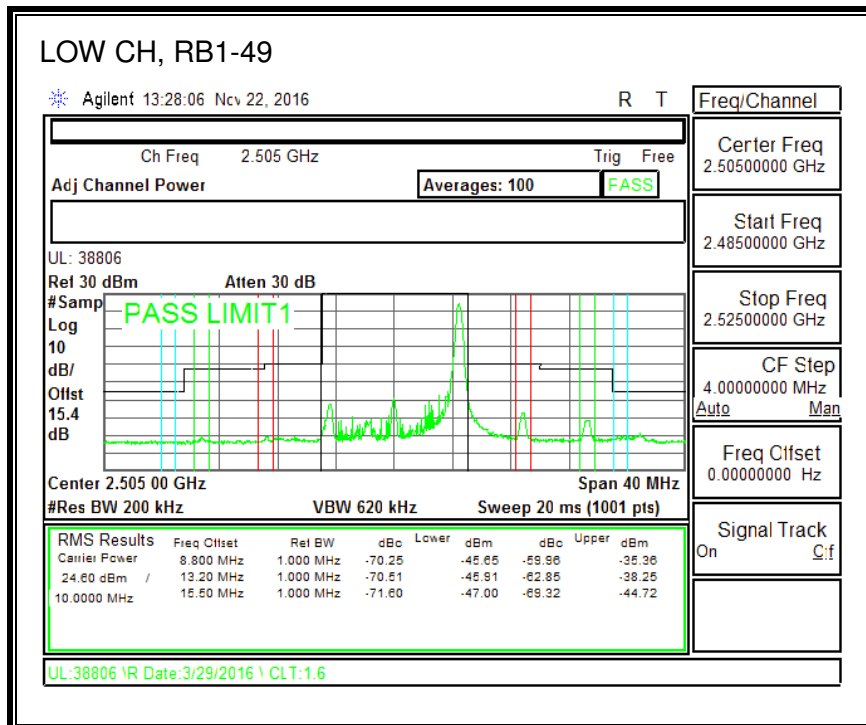 LOW CH, RB1-49
Agilent 13:28:06 Nov 22, 2016 R T
Freq/Channel
Ch Freq 2.505 GHz Trig Free
Adj Channel Power Averages: 100 PASS
UL: 38806
Ref 30 dBm Atten 30 dB
#Samp
Log
10
dB/
Offst
15.4
dB
PASS LIMIT1
Center 2.505 00 GHz Span 40 MHz
#Res BW 200 kHz VBW 620 kHz Sweep 20 ms (1001 pts)
RMS Results Freq Offset Ref BW dBc Lower dBm dBc Upper dBm
Carrier Power 8.800 MHz 1.000 MHz -70.25 -45.65 -59.96 -35.36
24.60 dBm / 13.20 MHz 1.000 MHz -70.51 -45.91 -62.85 -38.25
10.0000 MHz 15.50 MHz 1.000 MHz -71.60 -47.00 -69.32 -44.72
UL:38806 \R Date:3/29/2016 \ CLT:1.6
Center Freq
2.50500000 GHz
Start Freq
2.48500000 GHz
Stop Freq
2.52500000 GHz
CF Step
4.00000000 MHz
Auto Man
Freq Offset
0.00000000 Hz
Signal Track
On Off